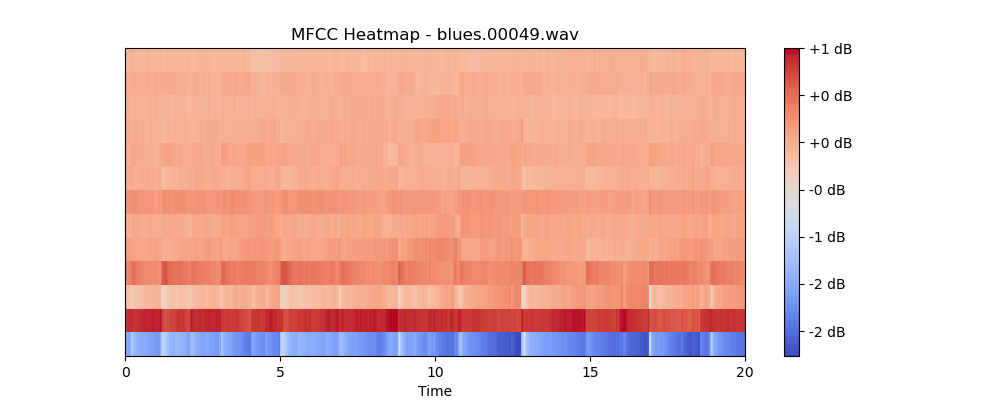 MFCC Heatmap - blues.00049.wav
+1 dB
+0 dB
+0 dB
-0 dB
-1 dB
-2 dB
-2 dB
0 5 10 15 20
Time